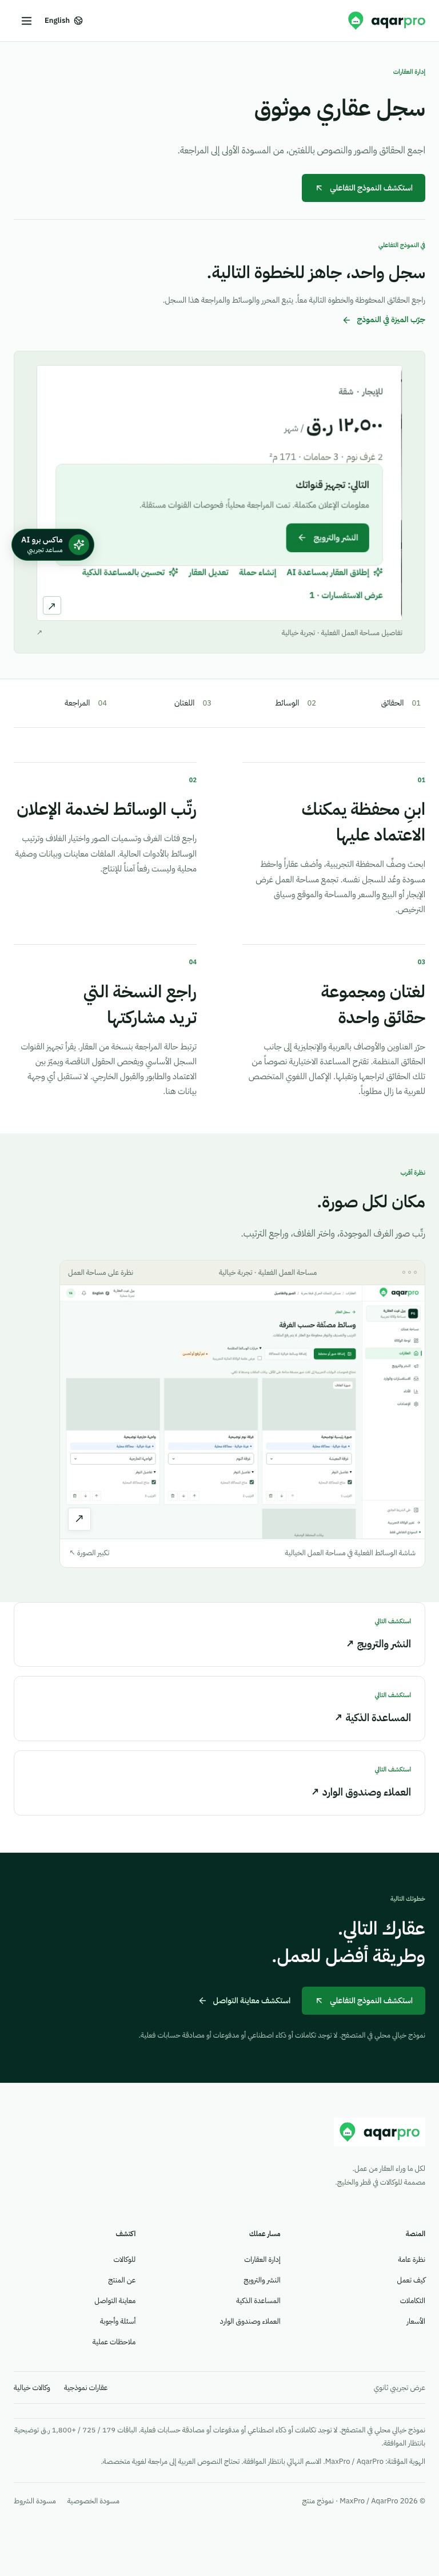 aqarpro
English
إدارة العقارات
سجل عقاري موثوق
اجمع الحقائق والصور والنصوص باللغتين، من المسودة الأولى إلى المراجعة.
استكشف النموذج التفاعلي
في النموذج التفاعلي
سجل واحد، جاهز للخطوة التالية.
راجع الحقائق المحفوظة والخطوة التالية معاً. يتبع المحرر والوسائط والمراجعة هذا السجل.
جرّب الميزة في النموذج
للإيجار · شقة
١٢,٥٠٠ ر.ق / شهر
2 غرف نوم · 3 حمامات · 171 م²
التالي: تجهيز قنواتك
معلومات الإعلان مكتملة. تمت المراجعة محلياً؛ فحوصات القنوات مستقلة.
النشر والترويج
ماكس برو AI
مساعد تجريبي
إطلاق العقار بمساعدة AI
إنشاء حملة
تعديل العقار
تحسين بالمساعدة الذكية
عرض الاستفسارات · 1
تفاصيل مساحة العمل الفعلية · تجربة خيالية
01 الحقائق
02 الوسائط
03 اللغتان
04 المراجعة
01
ابنِ محفظة يمكنك
الاعتماد عليها
ابحث وصفِّ المحفظة التجريبية، وأضف عقاراً واحفظ
مسودة وعُد للسجل نفسه. تجمع مساحة العمل غرض
الإيجار أو البيع والسعر والمساحة والموقع وسياق
الترخيص.
02
رتّب الوسائط لخدمة الإعلان
راجع فئات الغرف وتسميات الصور واختيار الغلاف وترتيب
الوسائط بالأدوات الحالية. الملفات معاينات وبيانات وصفية
محلية وليست رفعاً آمناً للإنتاج.
03
لغتان ومجموعة
حقائق واحدة
حرّر العناوين والأوصاف بالعربية والإنجليزية إلى جانب
الحقائق المنظمة. تقترح المساعدة الاختيارية نصوصاً من
تلك الحقائق لتراجعها وتقبلها. الإكمال اللغوي المتخصص
للعربية ما زال مطلوباً.
04
راجع النسخة التي
تريد مشاركتها
ترتبط حالة المراجعة بنسخة من العقار. يقرأ تجهيز القنوات
السجل الأساسي ويفحص الحقول الناقصة ويميّز بين
الاعتماد والطابور والقبول الخارجي. لا تستقبل أي وجهة
بيانات هنا.
نظرة أقرب
مكان لكل صورة.
رتّب صور الغرف الموجودة، واختر الغلاف، وراجع الترتيب.
مساحة العمل الفعلية · تجربة خيالية
نظرة على مساحة العمل
aqarpro
English
وسائط مصنّفة حسب الغرفة
شاشة الوسائط الفعلية في مساحة العمل الخيالية
تكبير الصورة
استكشف التالي
النشر والترويج
استكشف التالي
المساعدة الذكية
استكشف التالي
العملاء وصندوق الوارد
خطوتك التالية
عقارك التالي.
وطريقة أفضل للعمل.
استكشف النموذج التفاعلي
استكشف معاينة التواصل
نموذج خيالي محلي في المتصفح. لا توجد تكاملات أو ذكاء اصطناعي أو مدفوعات أو مصادقة حسابات فعلية.
aqarpro
لكل ما وراء العقار من عمل.
مصممة للوكالات في قطر والخليج.
المنصة
نظرة عامة
كيف تعمل
التكاملات
الأسعار
مسار عملك
إدارة العقارات
النشر والترويج
المساعدة الذكية
العملاء وصندوق الوارد
اكتشف
للوكالات
عن المنتج
معاينة التواصل
أسئلة وأجوبة
ملاحظات عملية
عرض تجريبي ثانوي
عقارات نموذجية
وكالات خيالية
نموذج خيالي محلي في المتصفح. لا توجد تكاملات أو ذكاء اصطناعي أو مدفوعات أو مصادقة حسابات فعلية. الباقات 179 / 725 / +1,800 ر.ق توضيحية
بانتظار الموافقة.
الهوية المؤقتة: MaxPro / AqarPro. الاسم النهائي بانتظار الموافقة. تحتاج النصوص العربية إلى مراجعة لغوية متخصصة.
© 2026 MaxPro / AqarPro · نموذج منتج
مسودة الخصوصية
مسودة الشروط